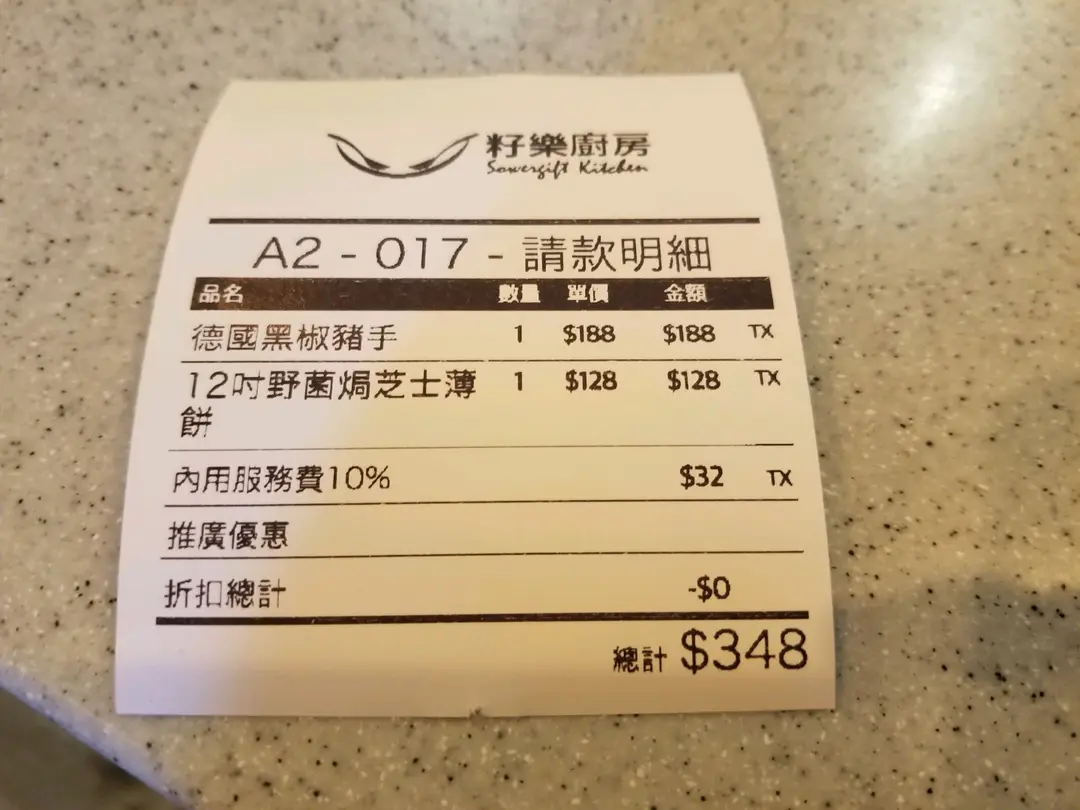 籽樂廚房
Sowergift Kitchen
A2 - 017 - 請款明細
品名 數量 單價 金額
德國黑椒豬手 1 $188 $188 TX
12吋野菌焗芝士薄 1 $128 $128 TX
餅
內用服務費10% $32 TX
推廣優惠
折扣總計 -$0
總計 $348